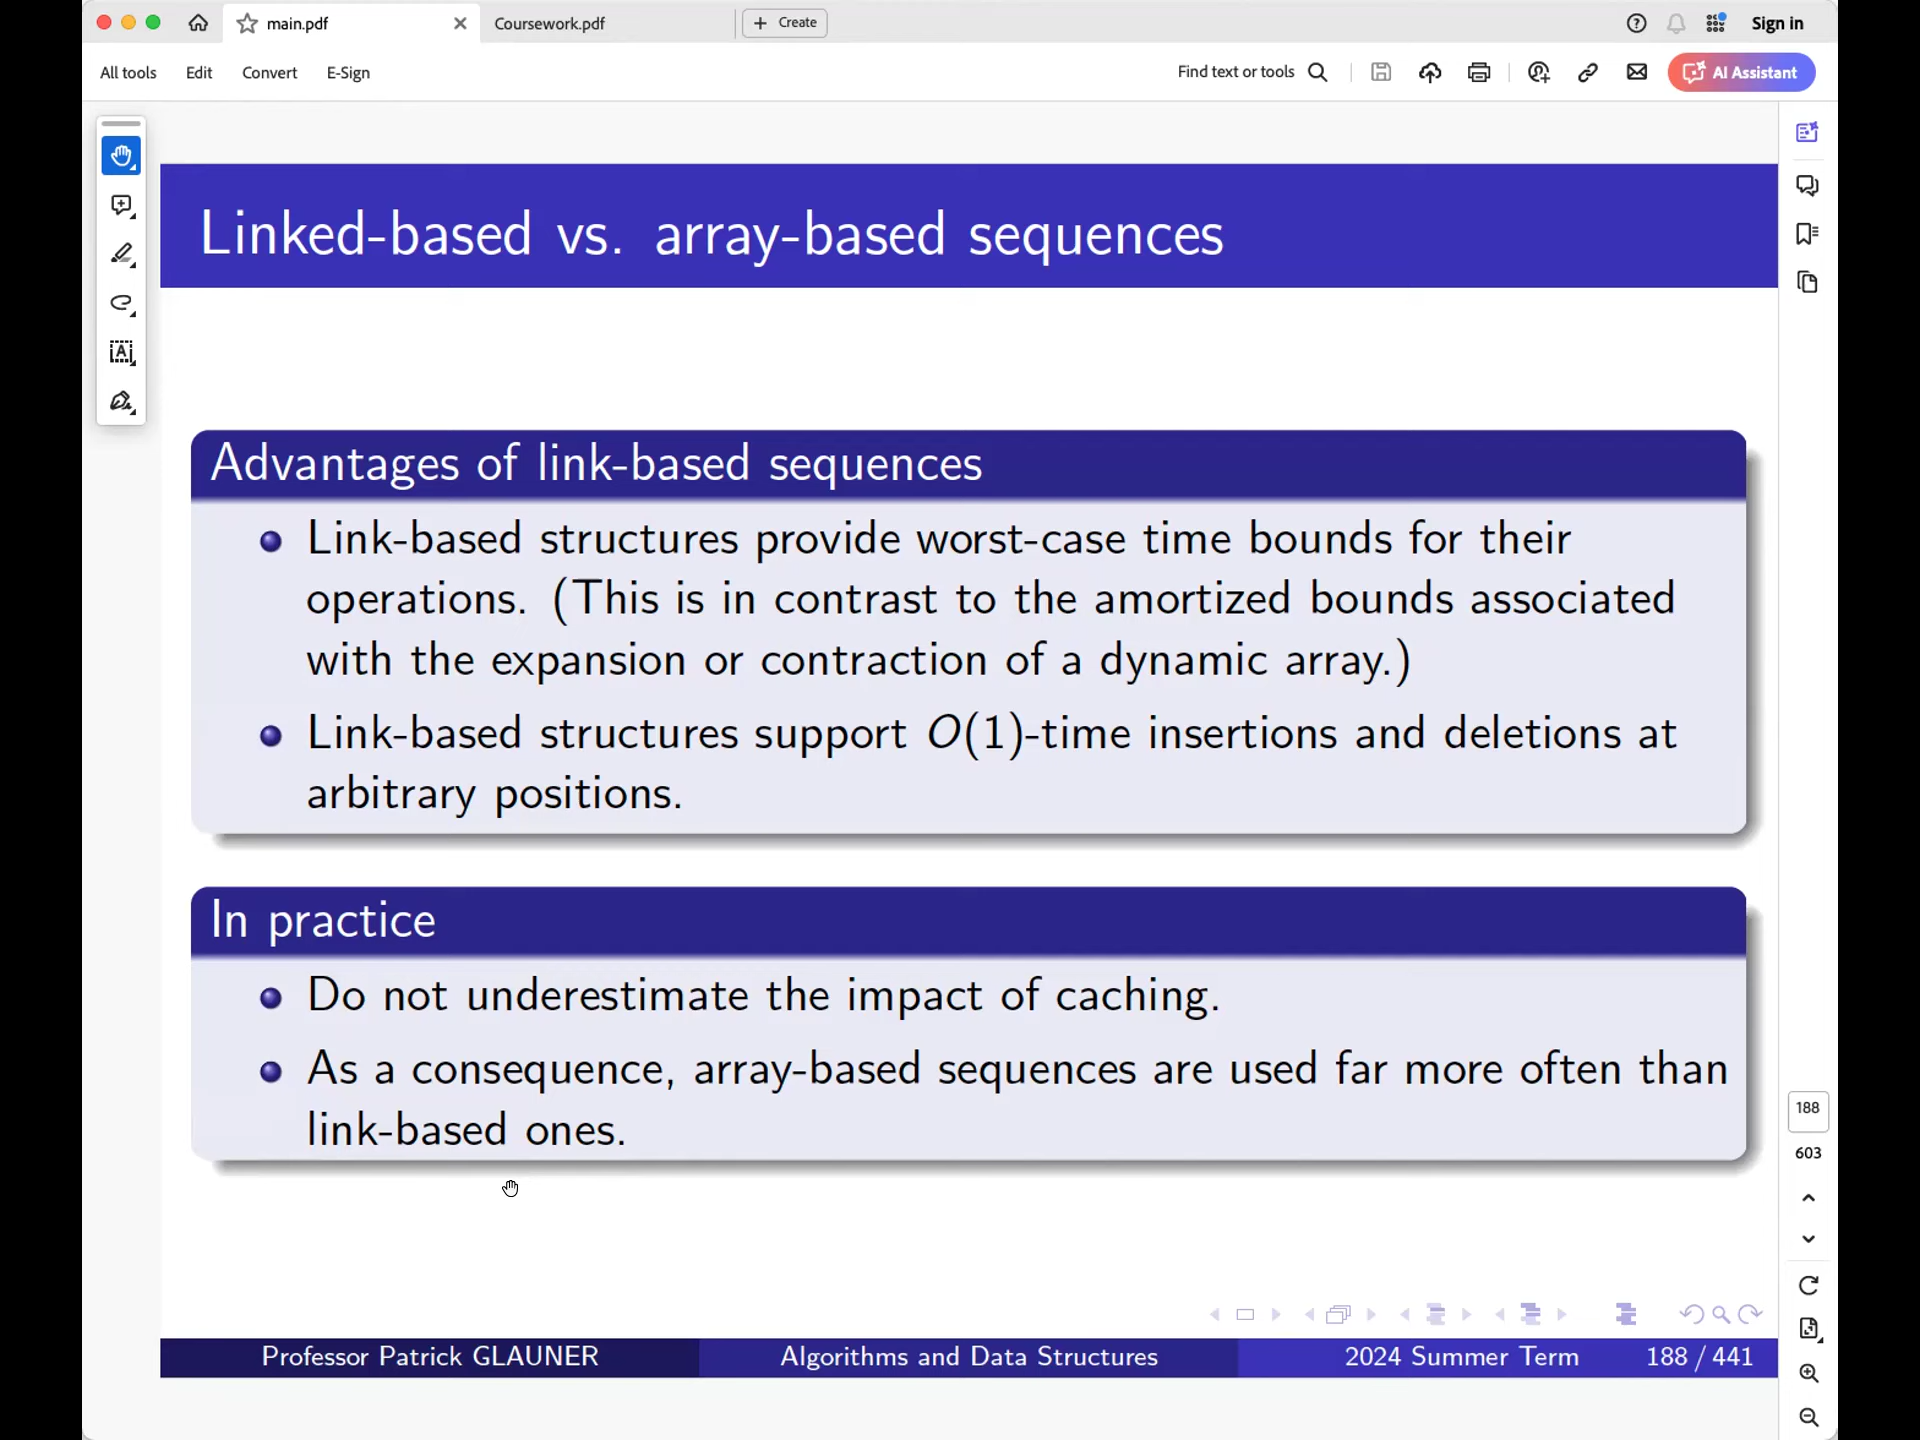 main.pdf
Coursework.pdf
Create
Sign in
All tools
Edit
Convert
E-Sign
Find text or tools
AI Assistant
Linked-based vs. array-based sequences
Advantages of link-based sequences
Link-based structures provide worst-case time bounds for their
operations. (This is in contrast to the amortized bounds associated
with the expansion or contraction of a dynamic array.)
Link-based structures support O(1)-time insertions and deletions at
arbitrary positions.
In practice
Do not underestimate the impact of caching.
As a consequence, array-based sequences are used far more often than
link-based ones.
188
603
Professor Patrick GLAUNER
Algorithms and Data Structures
2024 Summer Term
188 / 441